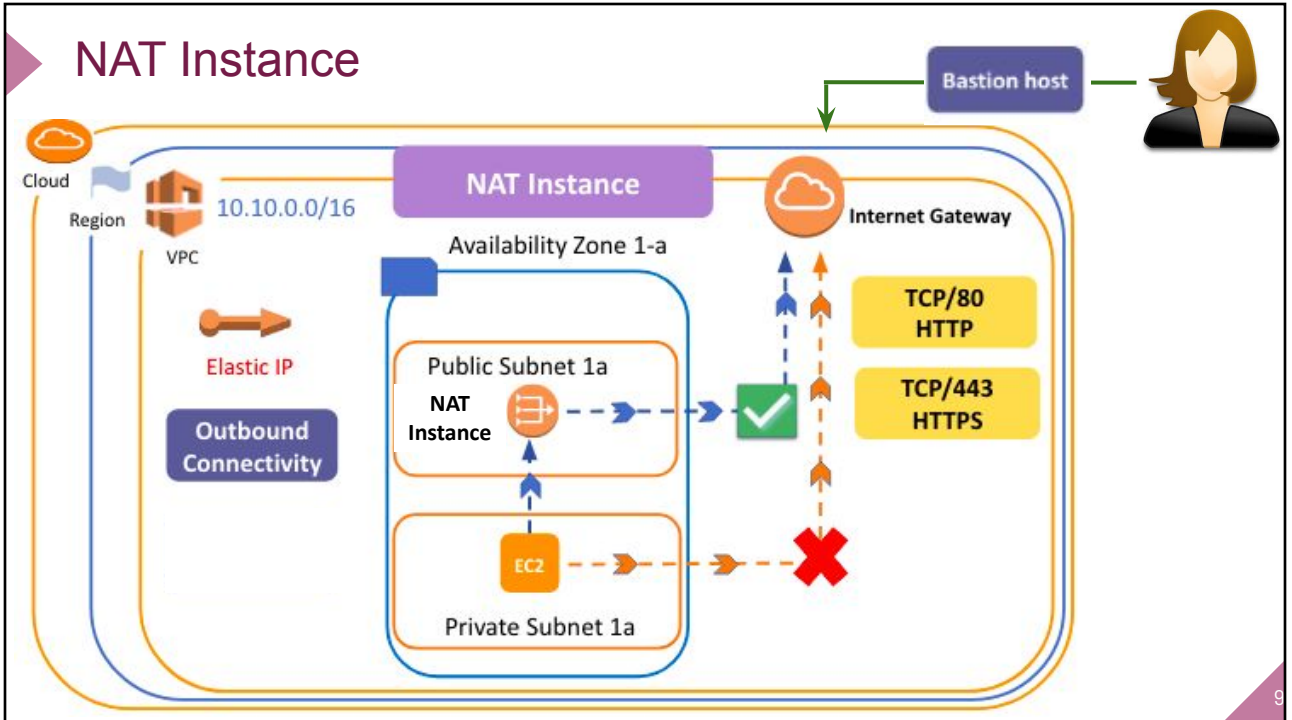 NAT Instance
Bastion host
Cloud
Region
VPC
10.10.0.0/16
NAT Instance
Internet Gateway
Availability Zone 1-a
TCP/80
HTTP
Elastic IP
Public Subnet 1a
NAT
Instance
TCP/443
HTTPS
Outbound
Connectivity
EC2
Private Subnet 1a
9